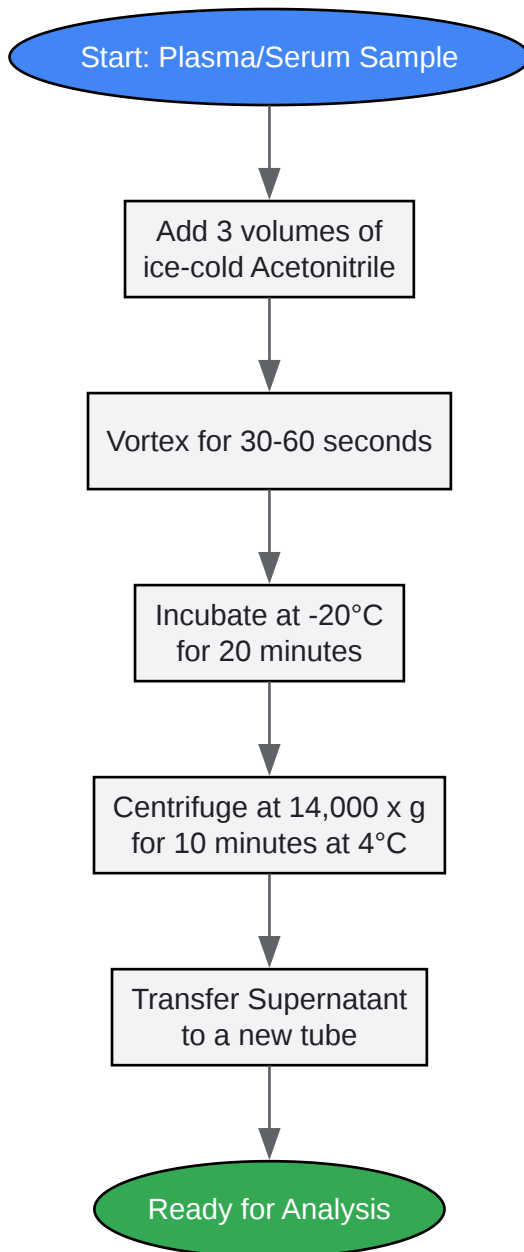 Start: Plasma/Serum Sample
Add 3 volumes of
ice-cold Acetonitrile
Vortex for 30-60 seconds
Incubate at -20°C
for 20 minutes
Centrifuge at 14,000 x g
for 10 minutes at 4°C
Transfer Supernatant
to a new tube
Ready for Analysis